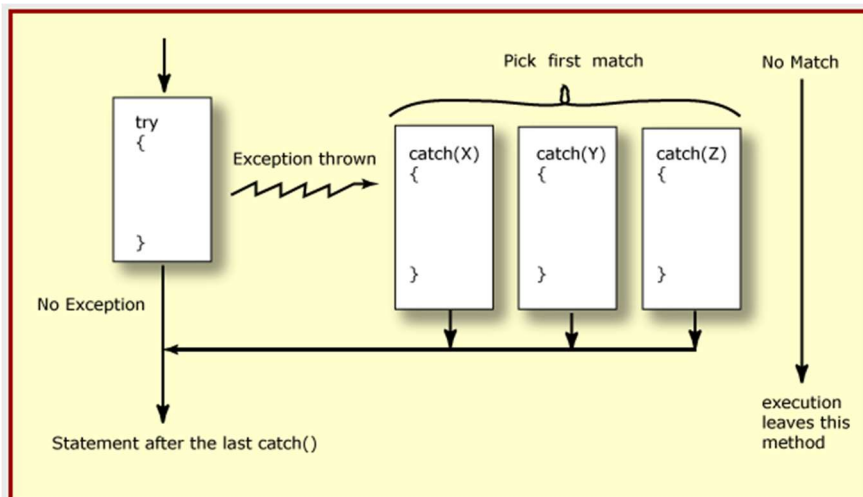 Pick first match
No Match
try
{
}
Exception thrown
catch(X)
{
}
catch(Y)
{
}
catch(Z)
{
}
No Exception
Statement after the last catch()
execution
leaves this
method